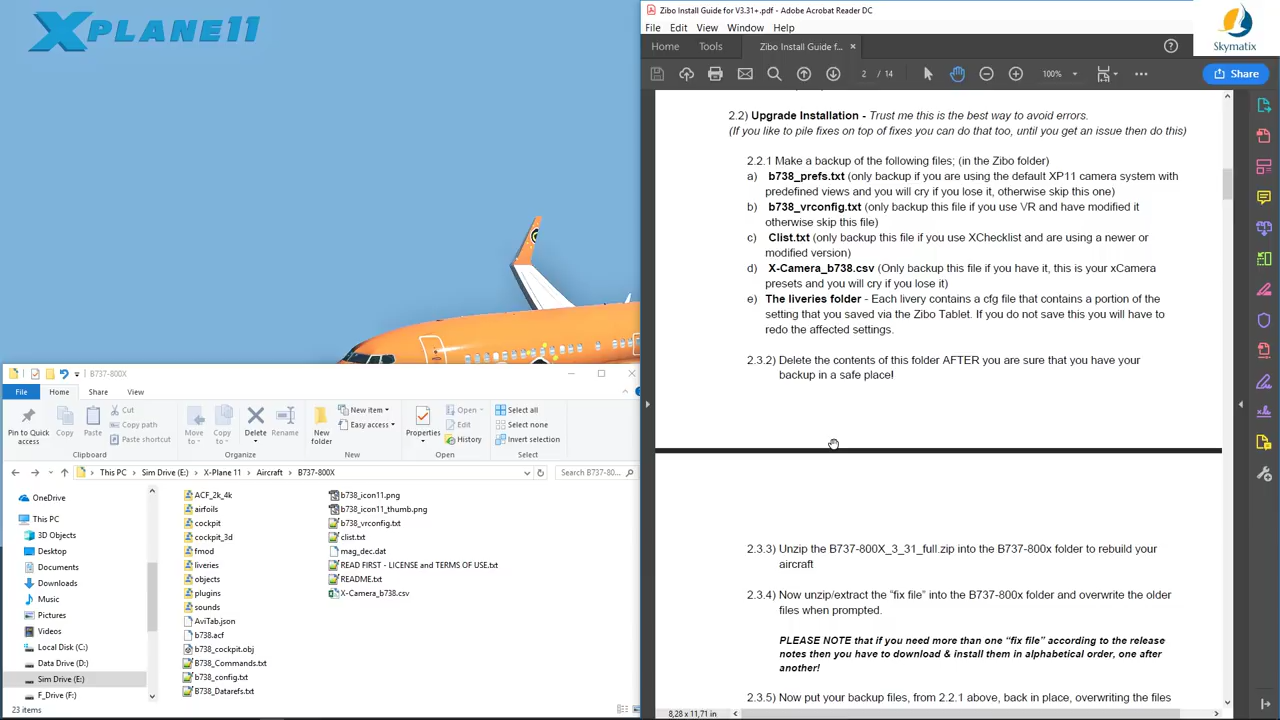 XPLANE11
Zibo Install Guide for V3.31+.pdf - Adobe Acrobat Reader DC
File Edit View Window Help
Home Tools Zibo Install Guide f... ×
2 / 14 100% Share
Skymatix
2.2) Upgrade Installation - Trust me this is the best way to avoid errors.
(If you like to pile fixes on top of fixes you can do that too, until you get an issue then do this)
2.2.1 Make a backup of the following files; (in the Zibo folder)
a) b738_prefs.txt (only backup if you are using the default XP11 camera system with
predefined views and you will cry if you lose it, otherwise skip this one)
b) b738_vrconfig.txt (only backup this file if you use VR and have modified it
otherwise skip this file)
c) Clist.txt (only backup this file if you use XChecklist and are using a newer or
modified version)
d) X-Camera_b738.csv (Only backup this file if you have it, this is your xCamera
presets and you will cry if you lose it)
e) The liveries folder - Each livery contains a cfg file that contains a portion of the
setting that you saved via the Zibo Tablet. If you do not save this you will have to
redo the affected settings.
2.3.2) Delete the contents of this folder AFTER you are sure that you have your
backup in a safe place!
2.3.3) Unzip the B737-800X_3_31_full.zip into the B737-800x folder to rebuild your
aircraft
2.3.4) Now unzip/extract the "fix file" into the B737-800x folder and overwrite the older
files when prompted.
PLEASE NOTE that if you need more than one "fix file" according to the release
notes then you have to download & install them in alphabetical order, one after
another!
2.3.5) Now put your backup files, from 2.2.1 above, back in place, overwriting the files
8,28 x 11,71 in
B737-800X
File Home Share View
Pin to Quick access
Copy
Paste
Cut
Copy path
Paste shortcut
Move to
Copy to
Delete
Rename
New folder
New item
Easy access
Properties
Open
Edit
History
Select all
Select none
Invert selection
Clipboard Organize New Open Select
This PC > Sim Drive (E:) > X-Plane 11 > Aircraft > B737-800X
Search B737-80...
OneDrive
This PC
3D Objects
Desktop
Documents
Downloads
Music
Pictures
Videos
Local Disk (C:)
Data Drive (D:)
Sim Drive (E:)
F_Drive (F:)
ACF_2k_4k
airfoils
cockpit
cockpit_3d
fmod
liveries
objects
plugins
sounds
AviTab.json
b738.acf
b738_cockpit.obj
B738_Commands.txt
B738_config.txt
B738_Datarefs.txt
b738_icon11.png
b738_icon11_thumb.png
b738_vrconfig.txt
clist.txt
mag_dec.dat
READ FIRST - LICENSE and TERMS OF USE.txt
README.txt
X-Camera_b738.csv
23 items